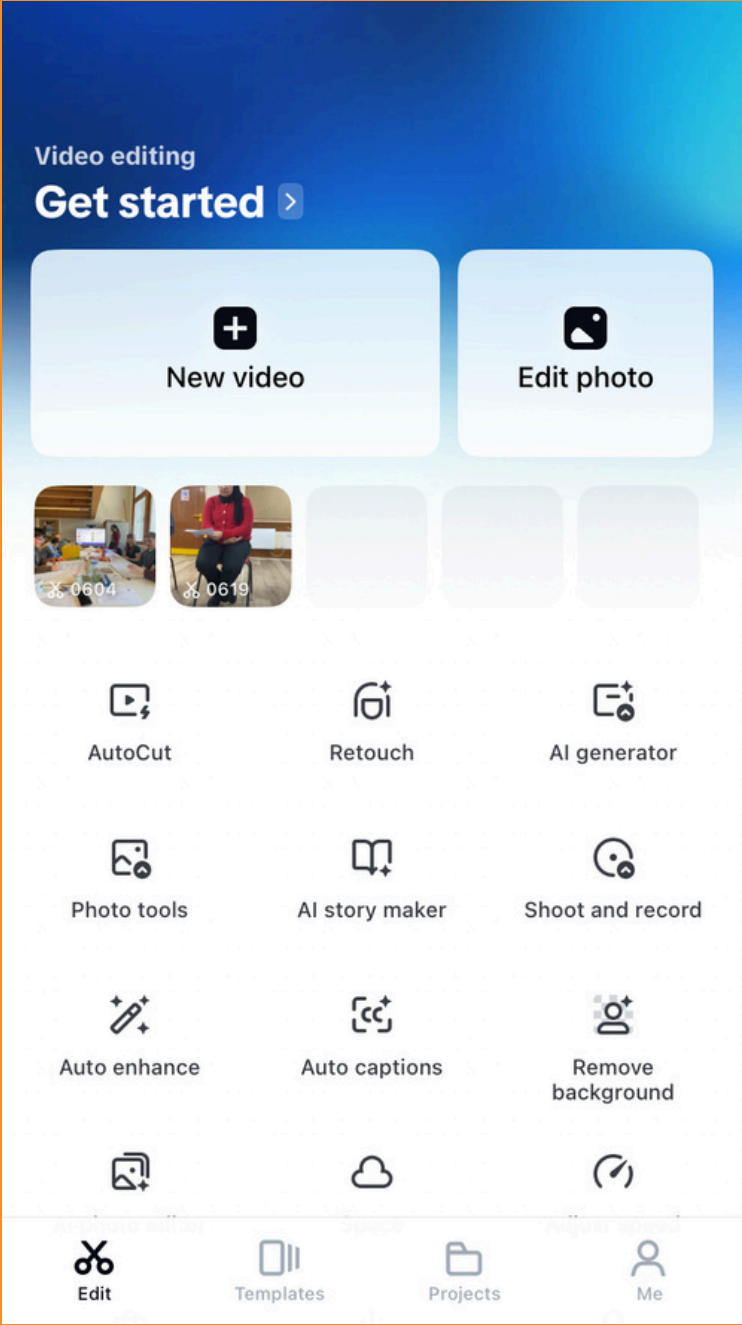 Video editing
Get started
New video
Edit photo
0604
0619
AutoCut
Retouch
AI generator
Photo tools
AI story maker
Shoot and record
Auto enhance
Auto captions
Remove
background
Space
Edit
Templates
Projects
Me